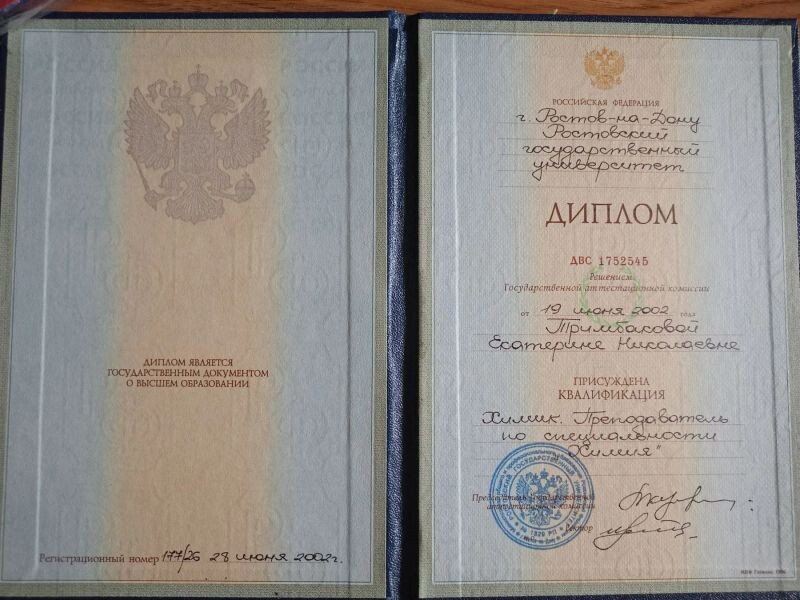 ДИПЛОМ ЯВЛЯЕТСЯ
ГОСУДАРСТВЕННЫМ ДОКУМЕНТОМ
О ВЫСШЕМ ОБРАЗОВАНИИ
Регистрационный номер 177/26 28 июня 2002г.
РОССИЙСКАЯ ФЕДЕРАЦИЯ
г. Ростов-на-Дону
Ростовский
государственный
университет
ДИПЛОМ
ДВС 1752545
Решением
Государственной аттестационной комиссии
от 19 июня 2002 года
Тримбасовой
Екатерине Николаевне
ПРИСУЖДЕНА
КВАЛИФИКАЦИЯ
Химик. Преподаватель
по специальности
"Химия"
Председатель Государственной
аттестационной комиссии
Ректор